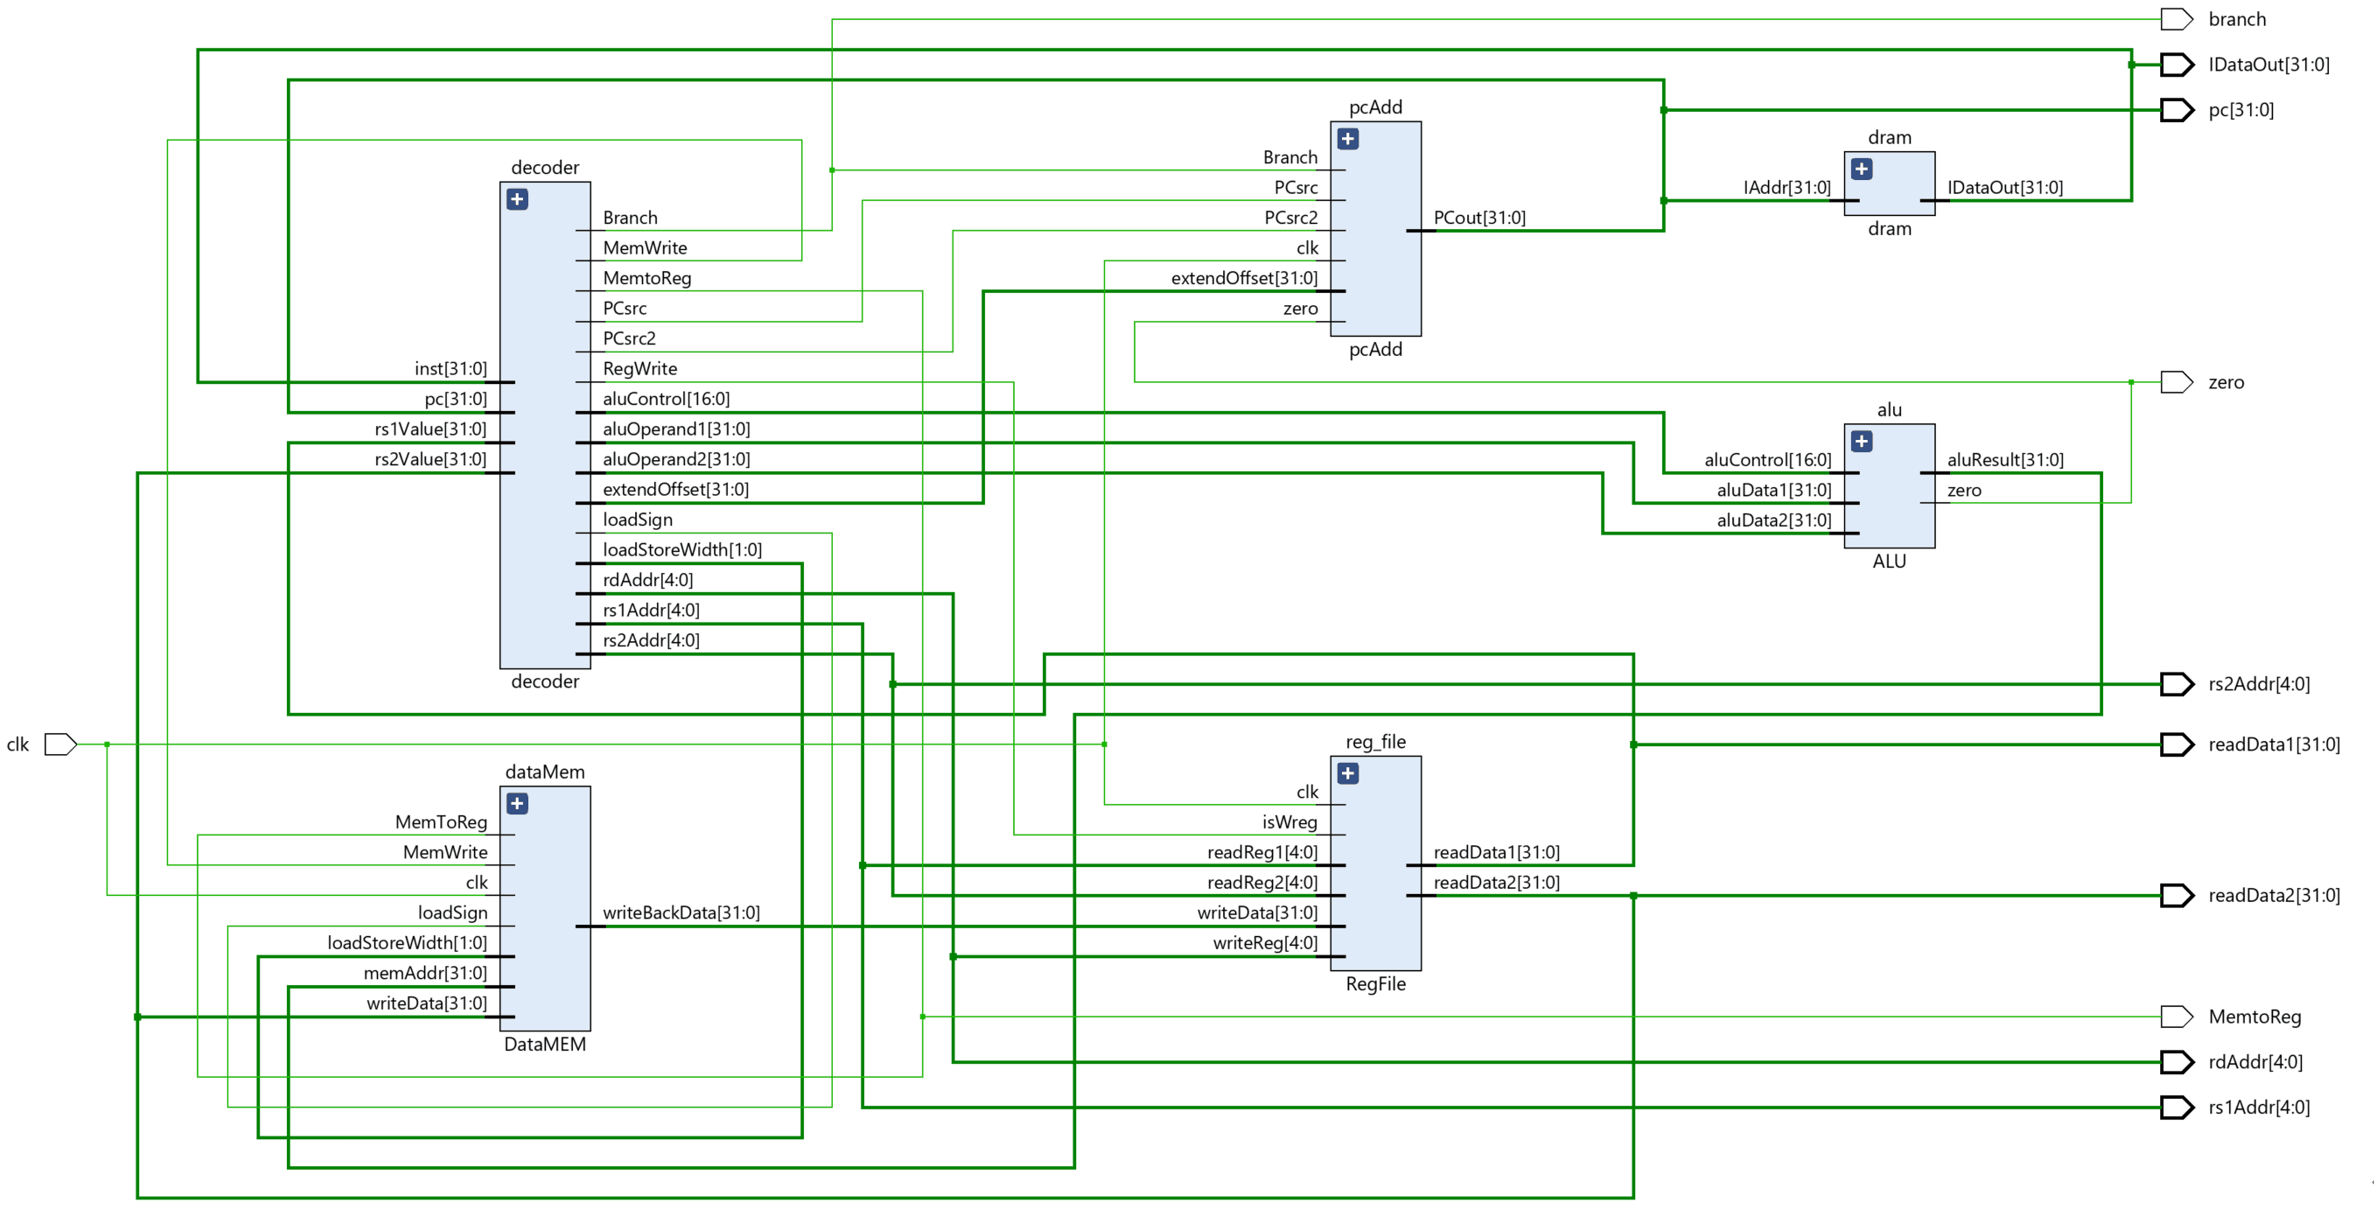 branch
IDataOut[31:0]
pc[31:0]
pcAdd
Branch
PCsrc
PCsrc2
clk
extendOffset[31:0]
zero
PCout[31:0]
pcAdd
dram
IAddr[31:0]
IDataOut[31:0]
dram
decoder
inst[31:0]
pc[31:0]
rs1Value[31:0]
rs2Value[31:0]
Branch
MemWrite
MemtoReg
PCsrc
PCsrc2
RegWrite
aluControl[16:0]
aluOperand1[31:0]
aluOperand2[31:0]
extendOffset[31:0]
loadSign
loadStoreWidth[1:0]
rdAddr[4:0]
rs1Addr[4:0]
rs2Addr[4:0]
decoder
zero
alu
aluControl[16:0]
aluData1[31:0]
aluData2[31:0]
aluResult[31:0]
zero
ALU
rs2Addr[4:0]
clk
readData1[31:0]
dataMem
MemToReg
MemWrite
clk
loadSign
loadStoreWidth[1:0]
memAddr[31:0]
writeData[31:0]
writeBackData[31:0]
DataMEM
reg_file
clk
isWreg
readReg1[4:0]
readReg2[4:0]
writeData[31:0]
writeReg[4:0]
readData1[31:0]
readData2[31:0]
RegFile
readData2[31:0]
MemtoReg
rdAddr[4:0]
rs1Addr[4:0]